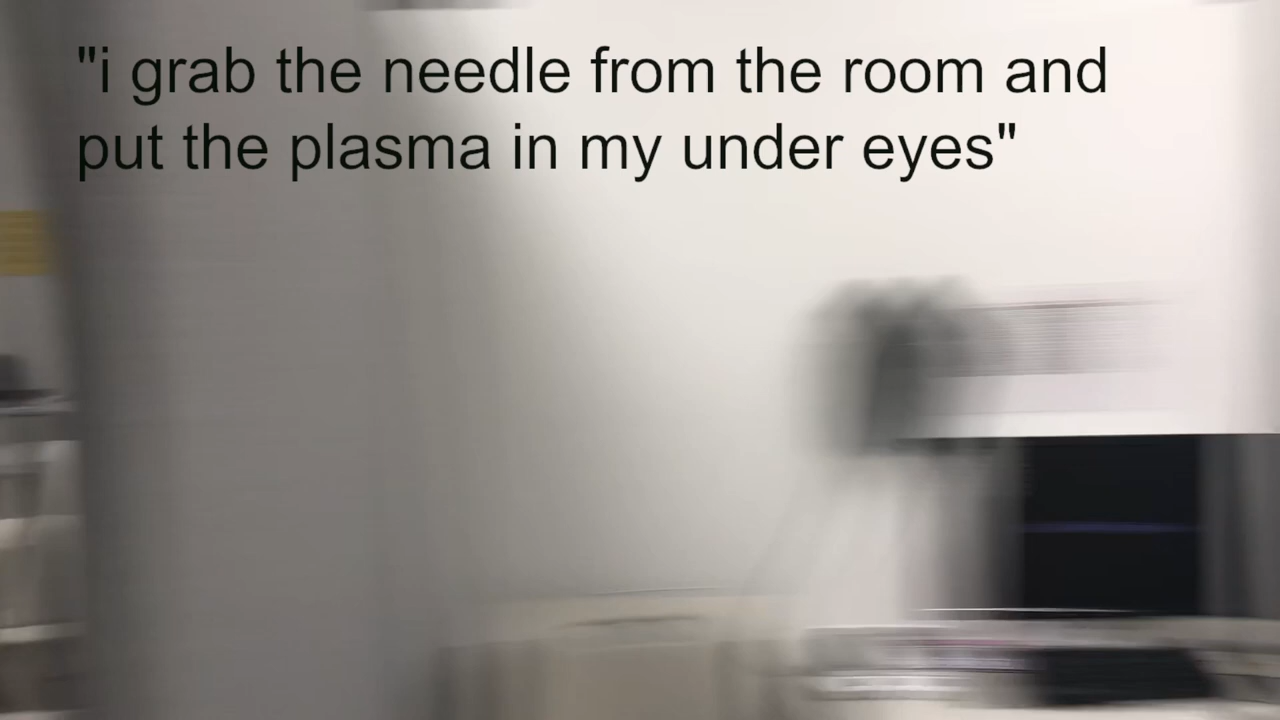 "i grab the needle from the room and
put the plasma in my under eyes"